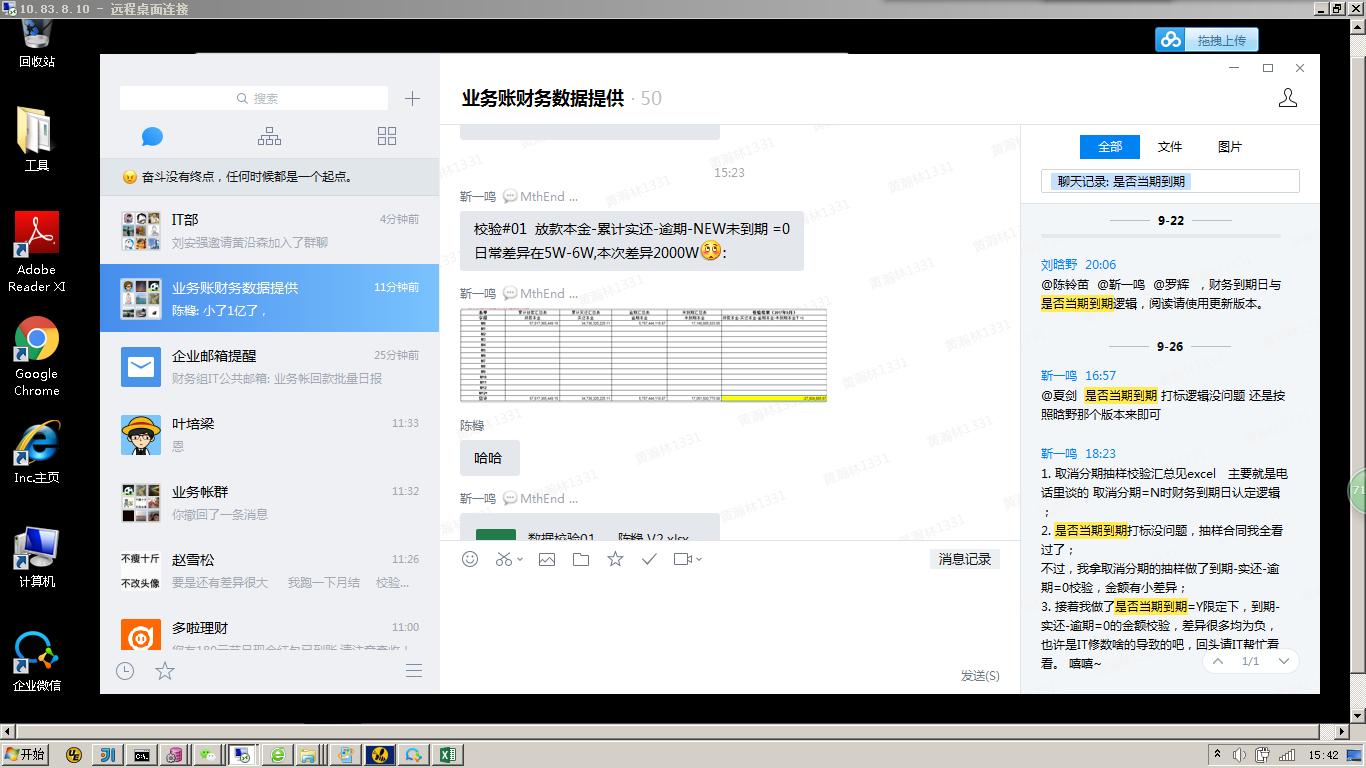 10.83.8.10 - 远程桌面连接
拖拽上传
回收站
工具
Adobe
Reader XI
Google
Chrome
Inc.主页
计算机
企业微信
搜索
奋斗没有终点，任何时候都是一个起点。
IT部
4分钟前
刘安强邀请黄沿森加入了群聊
业务账财务数据提供
11分钟前
陈橼: 小了1亿了，
企业邮箱提醒
25分钟前
财务组IT公共邮箱: 业务帐回款批量日报
叶培梁
11:33
恩
业务帐群
11:32
你撤回了一条消息
不瘦十斤
不改头像
赵雪松
11:26
要是还有差异很大 我跑一下月结 校验...
多啦理财
11:00
业务账财务数据提供 · 50
15:23
靳一鸣 MthEnd ...
校验#01 放款本金-累计实还-逾期-NEW未到期 =0
日常差异在5W-6W,本次差异2000W:
靳一鸣 MthEnd ...
陈橼
哈哈
靳一鸣 MthEnd ...
消息记录
发送(S)
全部
文件
图片
聊天记录: 是否当期到期
9-22
刘晗野 20:06
@陈铃苗 @靳一鸣 @罗辉 ，财务到期日与
是否当期到期逻辑，阅读请使用更新版本。
9-26
靳一鸣 16:57
@夏剑 是否当期到期 打标逻辑没问题 还是按
照晗野那个版本来即可
靳一鸣 18:23
1. 取消分期抽样校验汇总见excel 主要就是电
话里谈的 取消分期=N时财务到期日认定逻辑
；
2. 是否当期到期打标没问题，抽样合同我全看
过了；
不过，我拿取消分期的抽样做了到期-实还-逾
期=0校验，金额有小差异；
3. 接着我做了是否当期到期=Y限定下，到期-
实还-逾期=0的金额校验，差异很多均为负，
也许是IT修数啥的导致的吧，回头请IT帮忙看
看。 嘻嘻~
1/1
黄瀚林1331
71
开始
15:42